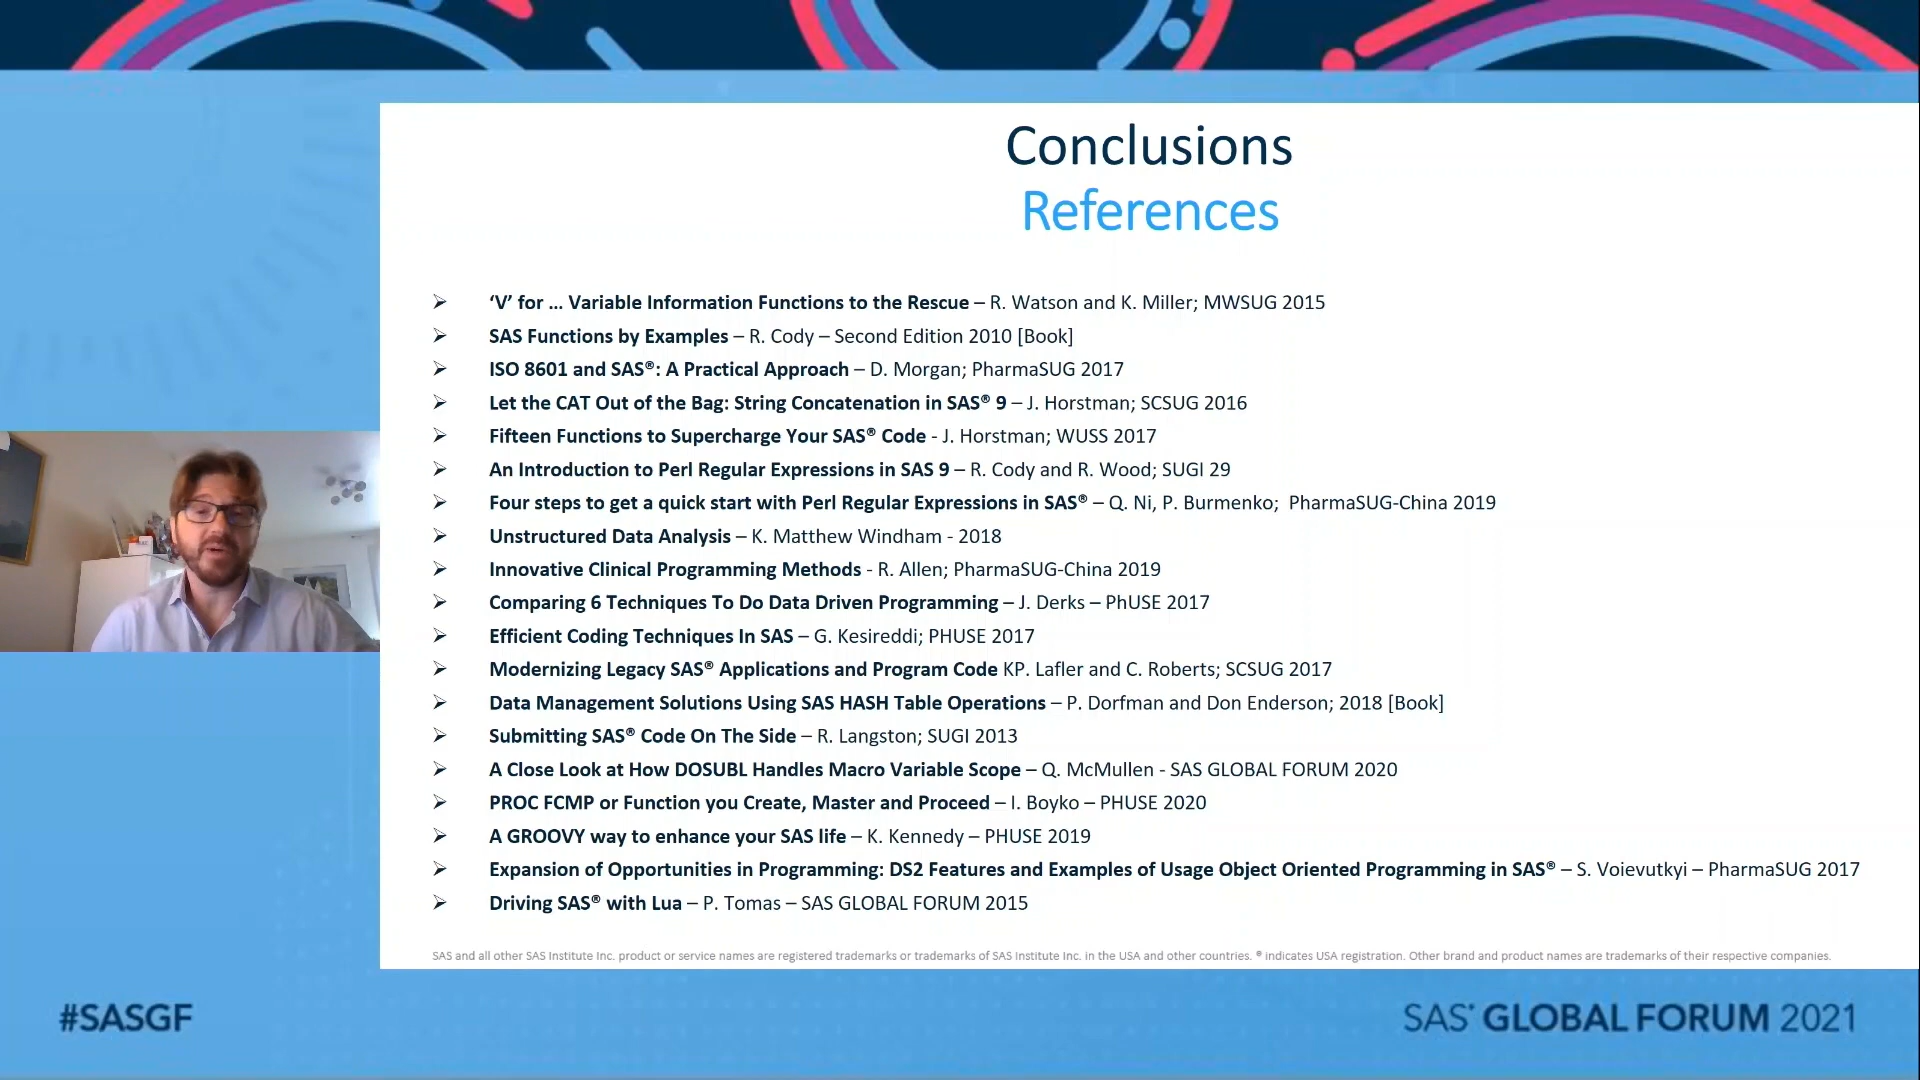 Conclusions
References
‘V’ for ... Variable Information Functions to the Rescue – R. Watson and K. Miller; MWSUG 2015
SAS Functions by Examples – R. Cody – Second Edition 2010 [Book]
ISO 8601 and SAS®: A Practical Approach – D. Morgan; PharmaSUG 2017
Let the CAT Out of the Bag: String Concatenation in SAS® 9 – J. Horstman; SCSUG 2016
Fifteen Functions to Supercharge Your SAS® Code - J. Horstman; WUSS 2017
An Introduction to Perl Regular Expressions in SAS 9 – R. Cody and R. Wood; SUGI 29
Four steps to get a quick start with Perl Regular Expressions in SAS® – Q. Ni, P. Burmenko; PharmaSUG-China 2019
Unstructured Data Analysis – K. Matthew Windham - 2018
Innovative Clinical Programming Methods - R. Allen; PharmaSUG-China 2019
Comparing 6 Techniques To Do Data Driven Programming – J. Derks – PhUSE 2017
Efficient Coding Techniques In SAS – G. Kesireddi; PHUSE 2017
Modernizing Legacy SAS® Applications and Program Code KP. Lafler and C. Roberts; SCSUG 2017
Data Management Solutions Using SAS HASH Table Operations – P. Dorfman and Don Enderson; 2018 [Book]
Submitting SAS® Code On The Side – R. Langston; SUGI 2013
A Close Look at How DOSUBL Handles Macro Variable Scope – Q. McMullen - SAS GLOBAL FORUM 2020
PROC FCMP or Function you Create, Master and Proceed – I. Boyko – PHUSE 2020
A GROOVY way to enhance your SAS life – K. Kennedy – PHUSE 2019
Expansion of Opportunities in Programming: DS2 Features and Examples of Usage Object Oriented Programming in SAS® – S. Voievutkyi – PharmaSUG 2017
Driving SAS® with Lua – P. Tomas – SAS GLOBAL FORUM 2015
SAS and all other SAS Institute Inc. product or service names are registered trademarks or trademarks of SAS Institute Inc. in the USA and other countries. ® indicates USA registration. Other brand and product names are trademarks of their respective companies.
#SASGF
SAS® GLOBAL FORUM 2021